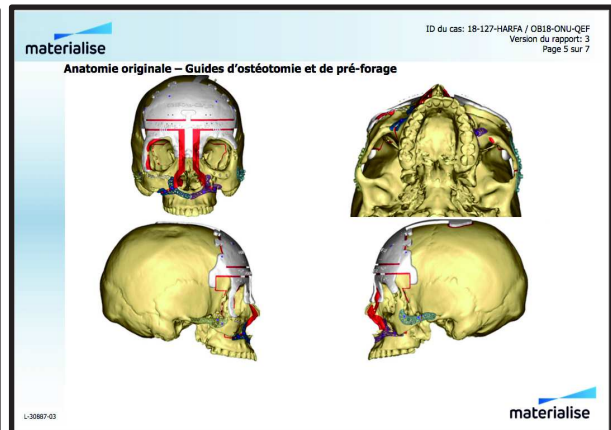 materialise
ID du cas: 18-127-HARFA / OB18-ONU-QEF
Version du rapport: 3
Page 5 sur 7
Anatomie originale – Guides d'ostéotomie et de pré-forage
L-30887-03
materialise